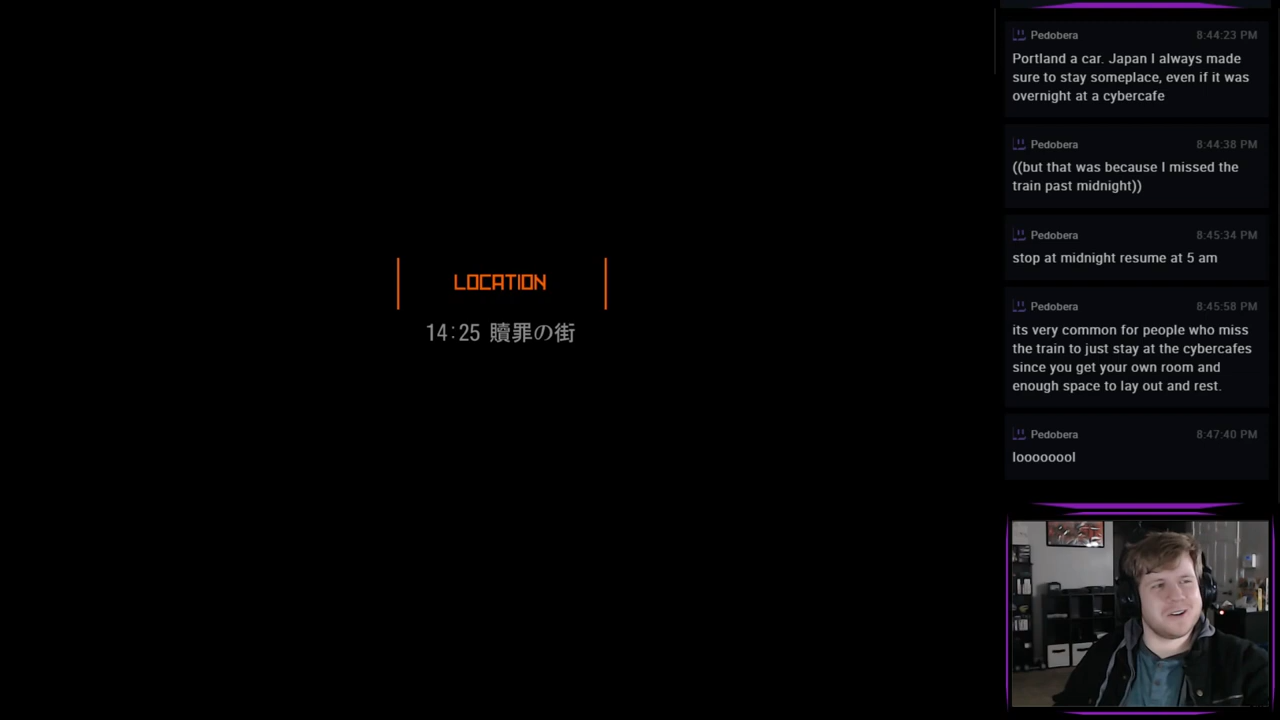 LOCATION
14:25 贖罪の街
Pedobera 8:44:23 PM
Portland a car. Japan I always made
sure to stay someplace, even if it was
overnight at a cybercafe
Pedobera 8:44:38 PM
((but that was because I missed the
train past midnight))
Pedobera 8:45:34 PM
stop at midnight resume at 5 am
Pedobera 8:45:58 PM
its very common for people who miss
the train to just stay at the cybercafes
since you get your own room and
enough space to lay out and rest.
Pedobera 8:47:40 PM
loooooool